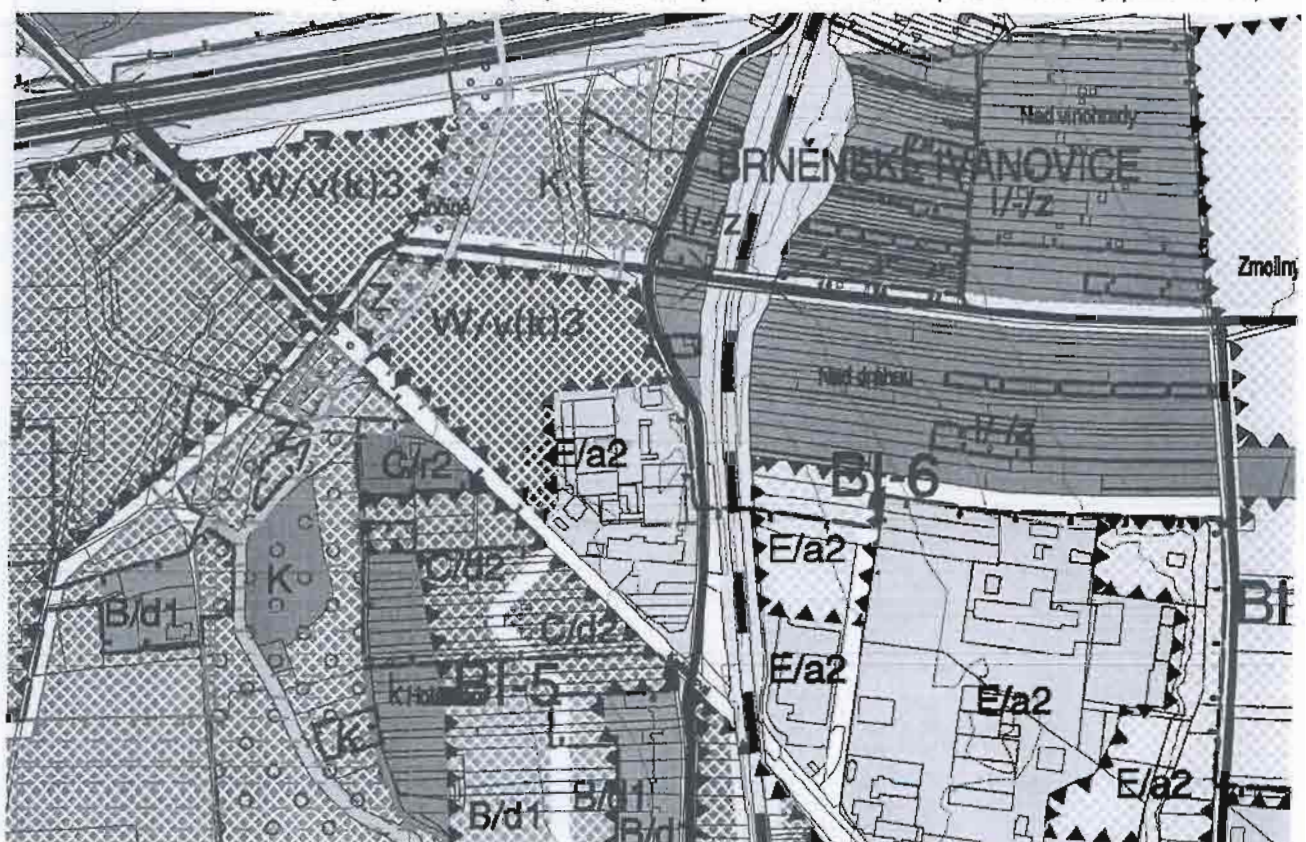 Nad vinohrady
BRNĚNSKÉ IVANOVICE
W/v(k)3
K
I/-/z
I/-/z
Z
W/v(k)3
Nad dráhou
I/-/z
E/a2
BI-6
C/r2
Z
E/a2
K
C/d2
B/d1
C/d2
BI
E/a2
BI-5
E/a2
K
E/a2
B/d1
B/d1
B/d